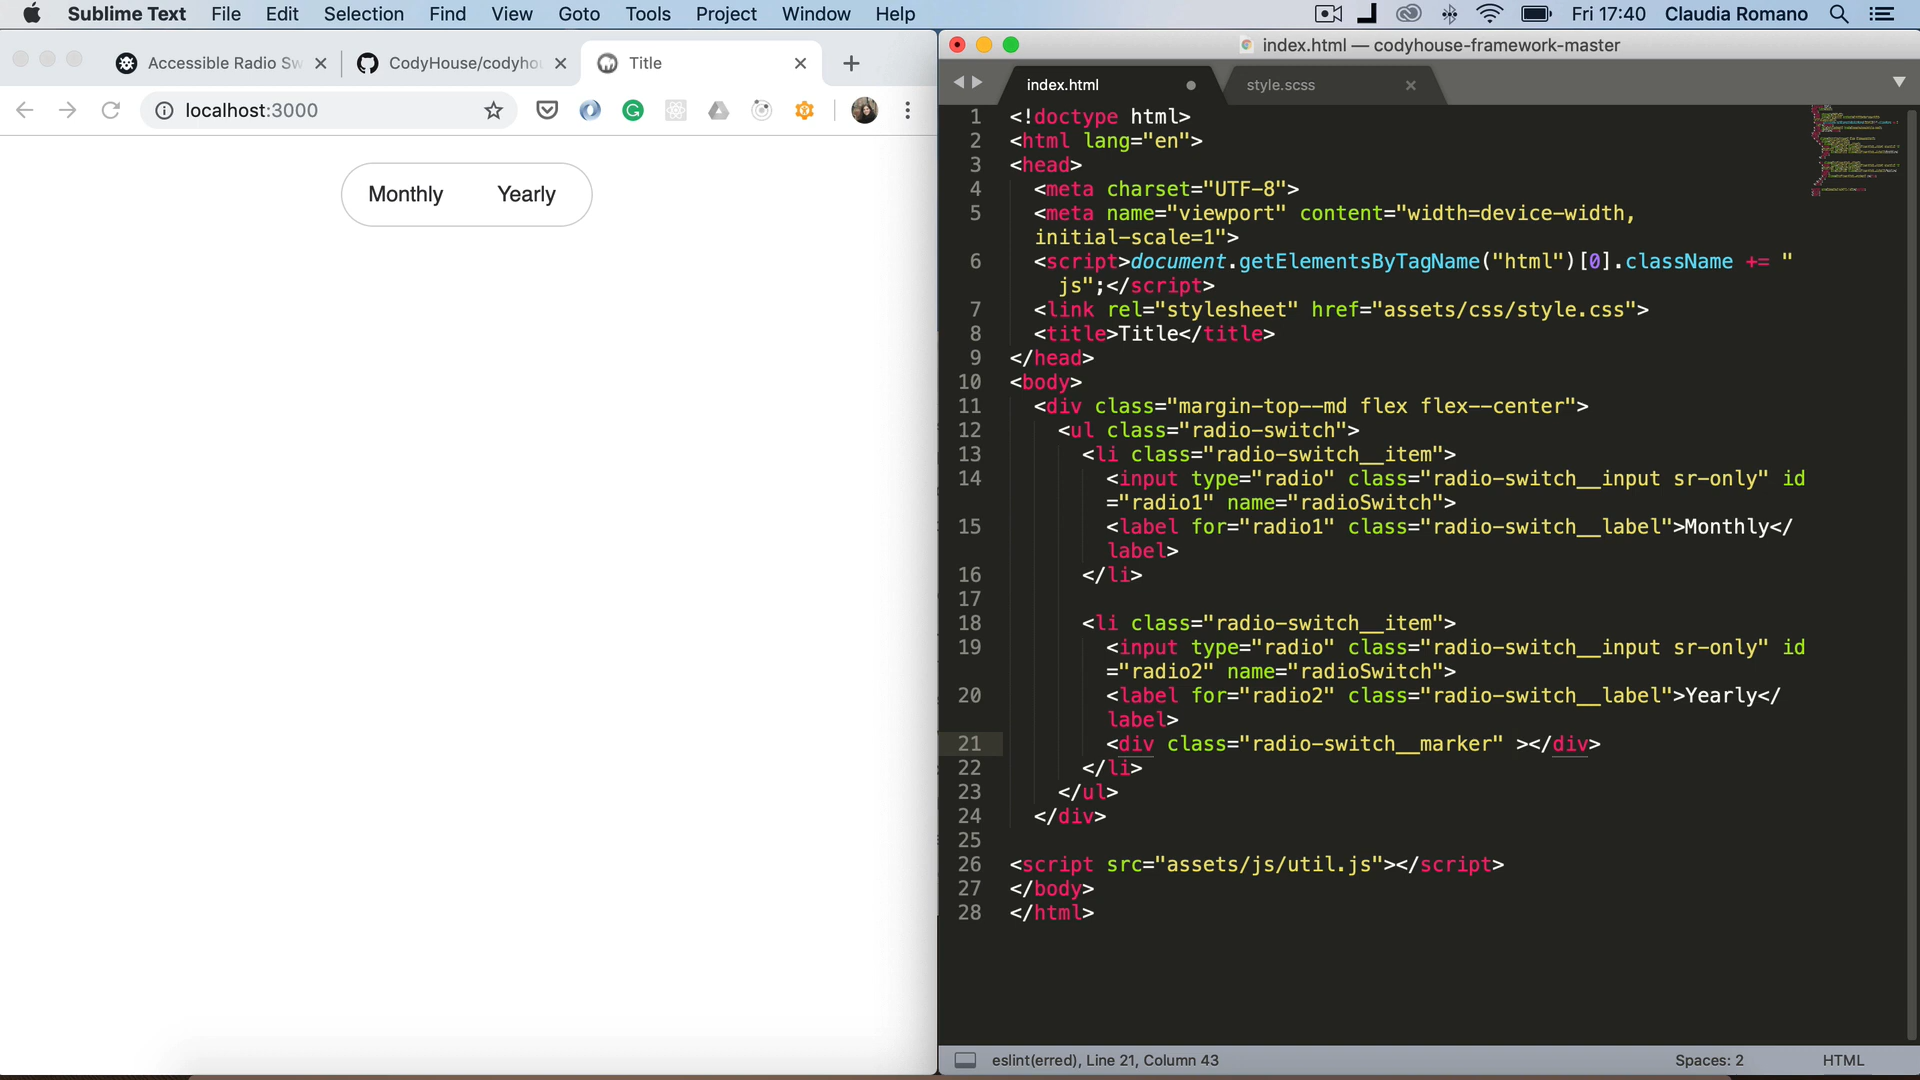 Sublime Text File Edit Selection Find View Goto Tools Project Window Help Fri 17:40 Claudia Romano
Accessible Radio Sw
CodyHouse/codyhou
Title
localhost:3000
Monthly Yearly
index.html — codyhouse-framework-master
index.html
style.scss
1 <!doctype html>
2 <html lang="en">
3 <head>
4 <meta charset="UTF-8">
5 <meta name="viewport" content="width=device-width,
initial-scale=1">
6 <script>document.getElementsByTagName("html")[0].className += "
js";</script>
7 <link rel="stylesheet" href="assets/css/style.css">
8 <title>Title</title>
9 </head>
10 <body>
11 <div class="margin-top--md flex flex--center">
12 <ul class="radio-switch">
13 <li class="radio-switch__item">
14 <input type="radio" class="radio-switch__input sr-only" id
="radio1" name="radioSwitch">
15 <label for="radio1" class="radio-switch__label">Monthly</
label>
16 </li>
17
18 <li class="radio-switch__item">
19 <input type="radio" class="radio-switch__input sr-only" id
="radio2" name="radioSwitch">
20 <label for="radio2" class="radio-switch__label">Yearly</
label>
21 <div class="radio-switch__marker" ></div>
22 </li>
23 </ul>
24 </div>
25
26 <script src="assets/js/util.js"></script>
27 </body>
28 </html>
eslint(erred), Line 21, Column 43
Spaces: 2
HTML